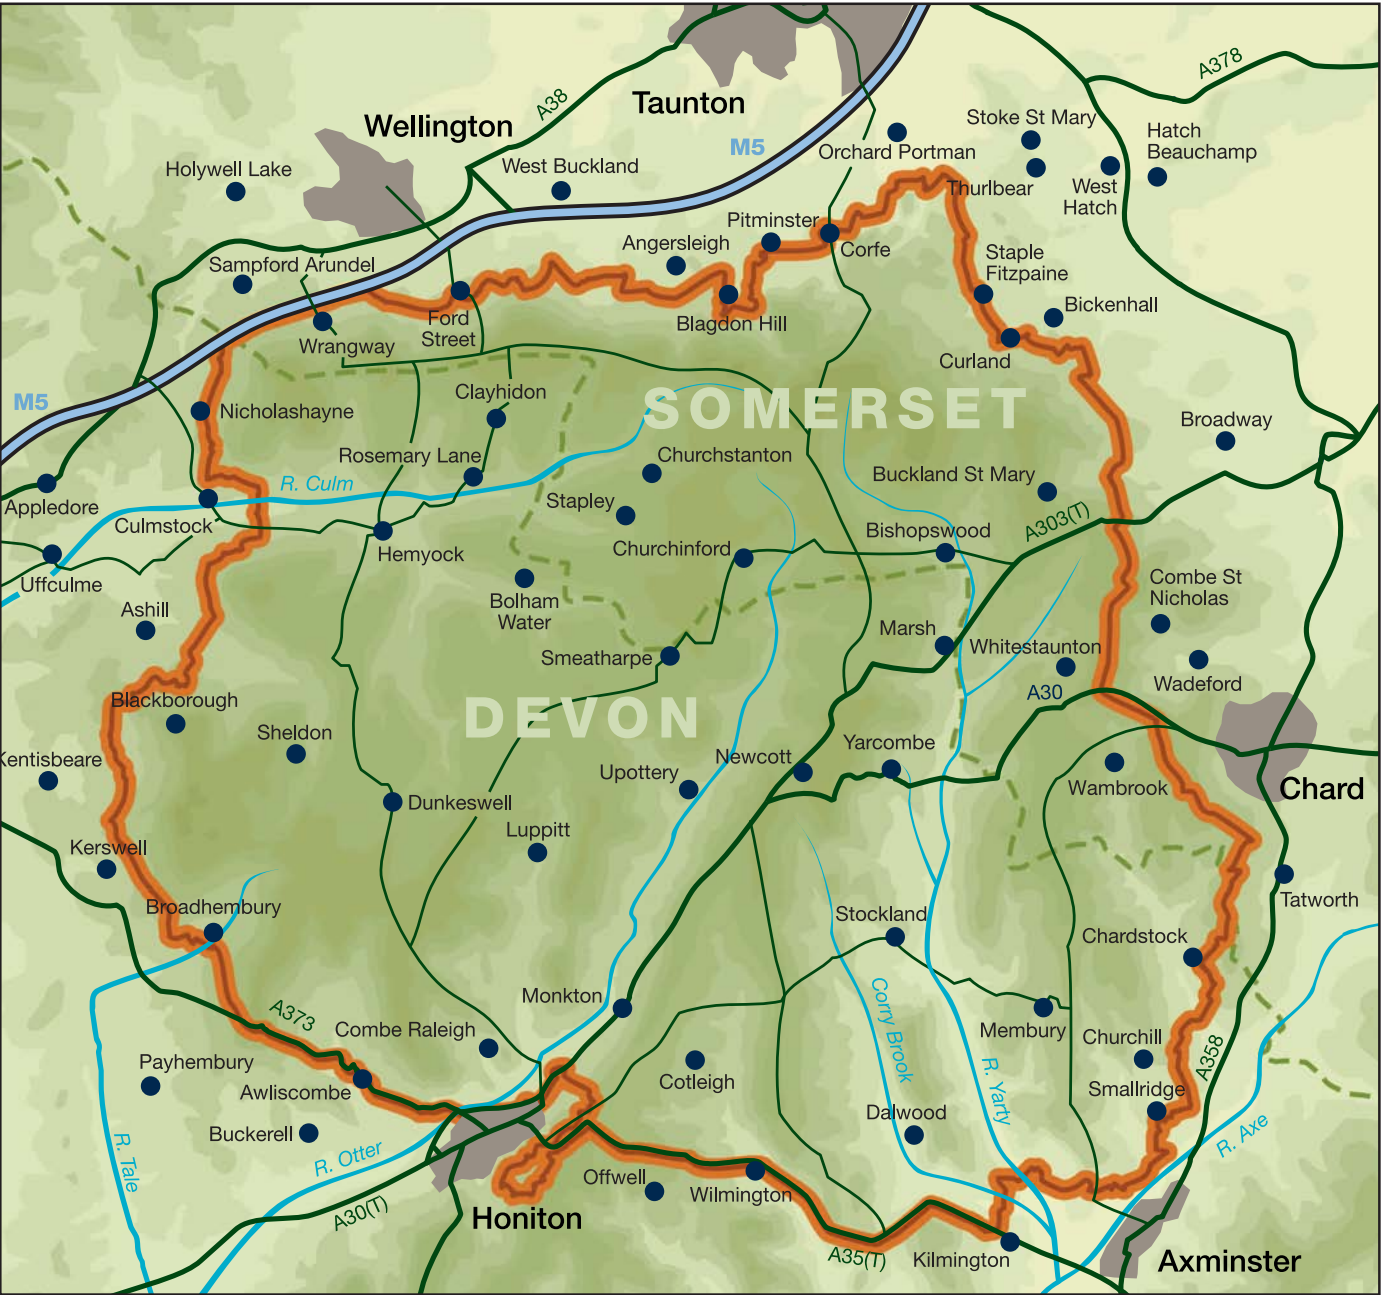 A378
A38
Taunton
Stoke St Mary
Wellington
Hatch
Beauchamp
M5
Orchard Portman
West Buckland
Holywell Lake
Thurlbear
West
Hatch
Pitminster
Angersleigh
Corfe
Staple
Fitzpaine
Sampford Arundel
Bickenhall
Ford
Street
Blagdon Hill
Wrangway
Curland
Clayhidon
M5
SOMERSET
Nicholashayne
Broadway
Rosemary Lane
Churchstanton
Buckland St Mary
R. Culm
Stapley
Appledore
Culmstock
A303(T)
Bishopswood
Hemyock
Churchinford
Uffculme
Combe St
Nicholas
Ashill
Bolham
Water
Marsh
Whitestaunton
Smeatharpe
Wadeford
A30
Blackborough
DEVON
Sheldon
Yarcombe
Newcott
Kentisbeare
Upottery
Wambrook
Chard
Dunkeswell
Luppitt
Kerswell
Tatworth
Broadhembury
Stockland
Chardstock
Monkton
A373
Corry Brook
Combe Raleigh
Membury
Churchill
A358
Payhembury
Cotleigh
R. Yarty
Awliscombe
Smallridge
Dalwood
Buckerell
R. Axe
R. Tale
R. Otter
Offwell
Wilmington
A30(T)
Honiton
A35(T)
Kilmington
Axminster